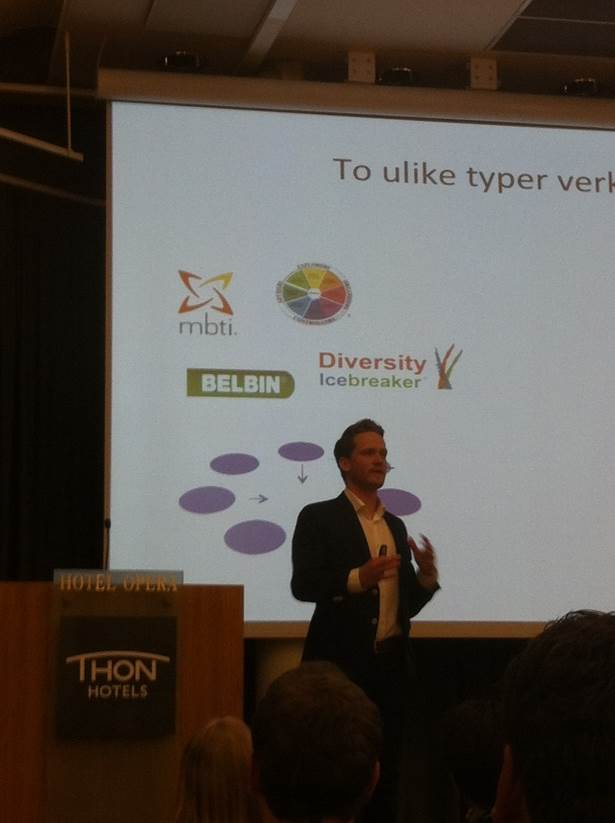 To ulike typer verk
mbti.
BELBIN
Diversity
Icebreaker
HOTEL OPERA
THON
HOTELS